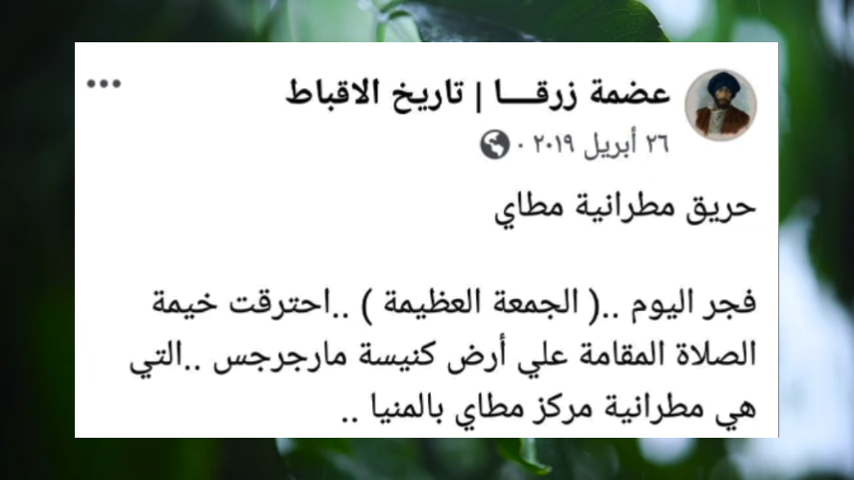 عضمة زرقـــا | تاريخ الاقباط
٢٦ أبريل ٢٠١٩ ·
حريق مطرانية مطاي
فجر اليوم ..( الجمعة العظيمة ) ..احترقت خيمة
الصلاة المقامة علي أرض كنيسة مارجرجس ..التي
هي مطرانية مركز مطاي بالمنيا ..